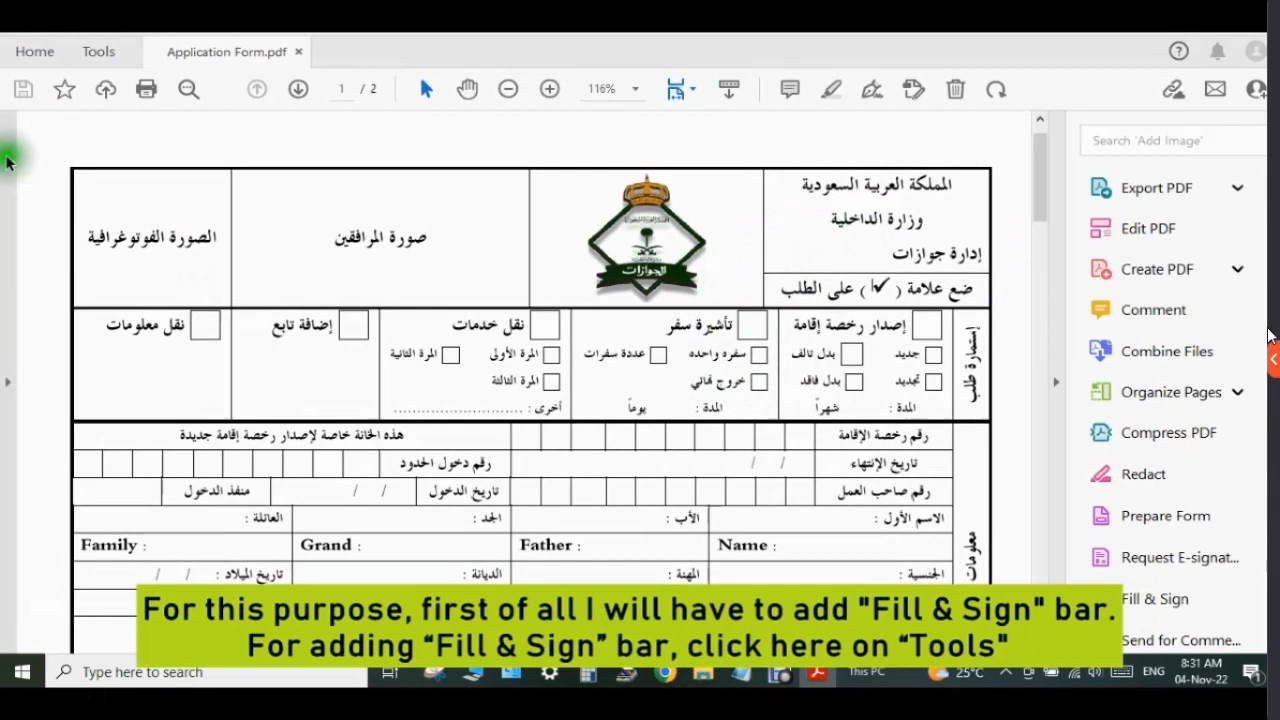 Home Tools Application Form.pdf ×
1 / 2 116%
Search 'Add Image'
المملكة العربية السعودية
وزارة الداخلية
إدارة جوازات
الجوازات
صورة المرافقين
الصورة الفوتوغرافية
ضع علامة ( ✓ ) على الطلب
إستمارة طلب
إصدار رخصة إقامة
جديد بدل تالف
تجديد بدل فاقد
المدة : شهراً
تأشيرة سفر
سفره واحده عددة سفرات
خروج نهائي
المدة : يوماً
نقل خدمات
المرة الأولى المرة الثانية
المرة الثالثة
أخرى :
إضافة تابع
نقل معلومات
رقم رخصة الإقامة هذه الخانة خاصة لإصدار رخصة إقامة جديدة
تاريخ الإنتهاء / / رقم دخول الحدود
رقم صاحب العمل تاريخ الدخول / / منفذ الدخول
معلومات
الاسم الأول : الأب : الجد : العائلة :
Family : Grand : Father : Name :
الجنسية : المهنة : الديانة : تاريخ الميلاد : / /
Export PDF
Edit PDF
Create PDF
Comment
Combine Files
Organize Pages
Compress PDF
Redact
Prepare Form
Request E-signat...
Fill & Sign
Send for Comme...
For this purpose, first of all I will have to add "Fill & Sign" bar.
For adding “Fill & Sign” bar, click here on “Tools"
Type here to search This PC 25°C ENG 8:31 AM
04-Nov-22